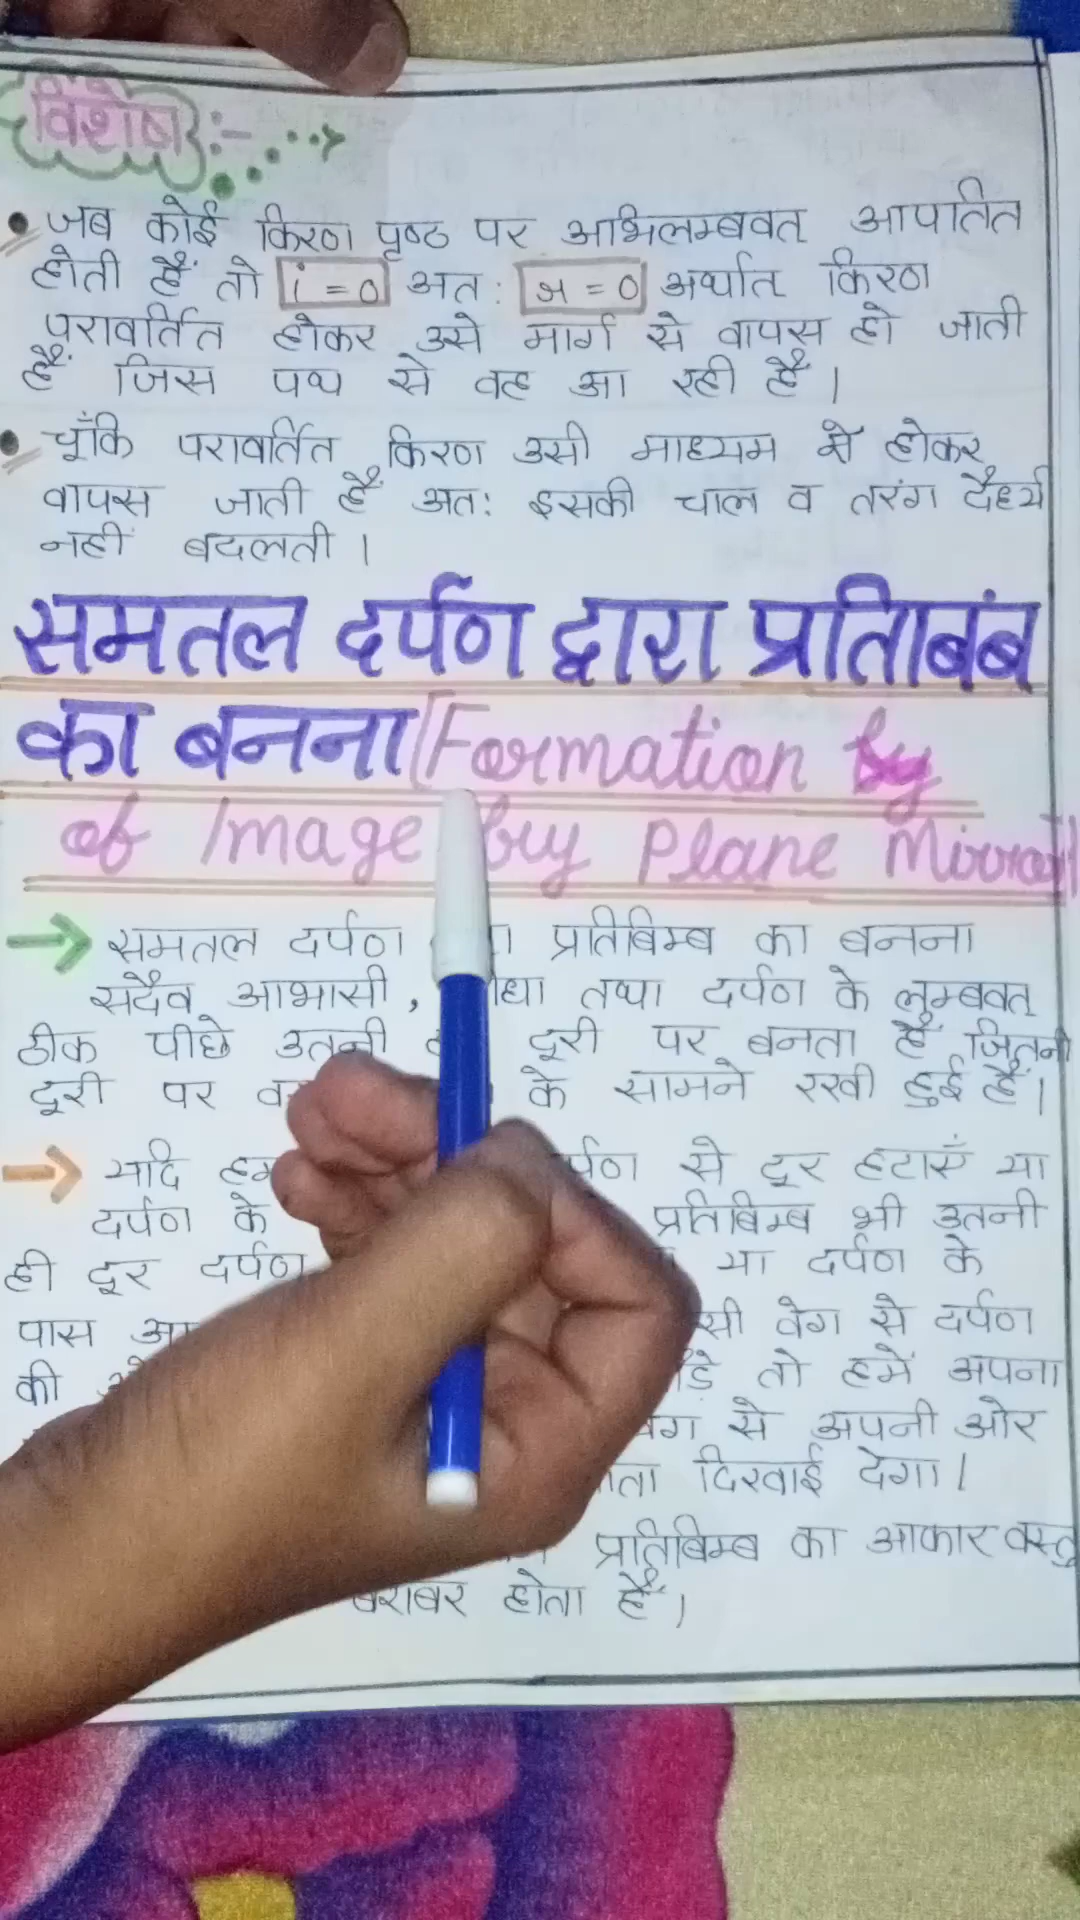 विशेष :-
जब कोई किरण पृष्ठ पर अभिलम्बवत् आपतित
होती हैं तो i = 0 अत: r = 0 अर्थात् किरण
परावर्तित होकर उसे मार्ग से वापस हो जाती
हैं जिस पथ से वह आ रही है ।
चूँकि परावर्तित किरण उसी माध्यम में होकर
वापस जाती हैं अत: इसकी चाल व तरंग दैर्ध्य
नहीं बदलती ।
समतल दर्पण द्वारा प्रतिबिंब
का बनना Formation by
of Image by Plane Mirror
समतल दर्पण प्रतिबिम्ब का बनना
सदैव आभासी, तथा दर्पण के लम्बवत्
ठीक पीछे उतनी दूरी पर बनता हैं जितनी
दूरी पर के सामने रखी हुई हैं।
यदि हम से दूर हटाएँ या
दर्पण के प्रतिबिम्ब भी उतनी
ही दूर दर्पण या दर्पण के
पास वेग से दर्पण
की तो हमें अपना
से अपनी ओर
दिखाई देगा।
प्रतिबिम्ब का आकार वस्तु
बराबर होता हैं।